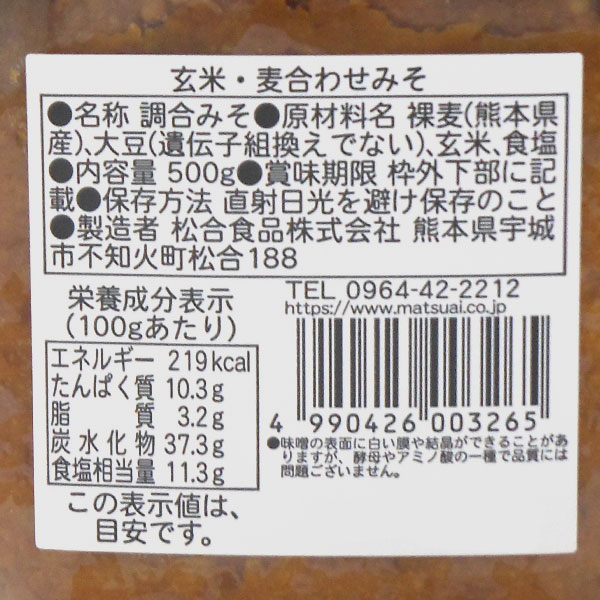 玄米・麦合わせみそ
●名称 調合みそ●原材料名 裸麦(熊本県
産)、大豆(遺伝子組換えでない)、玄米、食塩
●内容量 500g●賞味期限 枠外下部に記
載●保存方法 直射日光を避け保存のこと
●製造者 松合食品株式会社 熊本県宇城
市不知火町松合188
栄養成分表示
(100gあたり)
エネルギー 219kcal
たんぱく質 10.3g
脂質 3.2g
炭水化物 37.3g
食塩相当量 11.3g
この表示値は、
目安です。
TEL 0964-42-2212
https://www.matsuai.co.jp
4 990426 003265
●味噌の表面に白い膜や結晶ができることがあ
りますが、酵母やアミノ酸の一種で品質には
問題ございません。